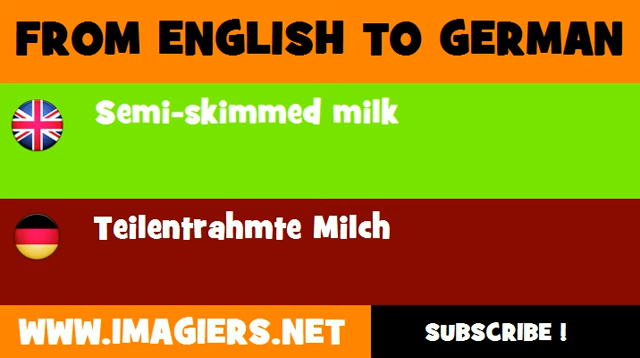 FROM ENGLISH TO GERMAN
Semi-skimmed milk
Teilentrahmte Milch
WWW.IMAGIERS.NET
SUBSCRIBE !